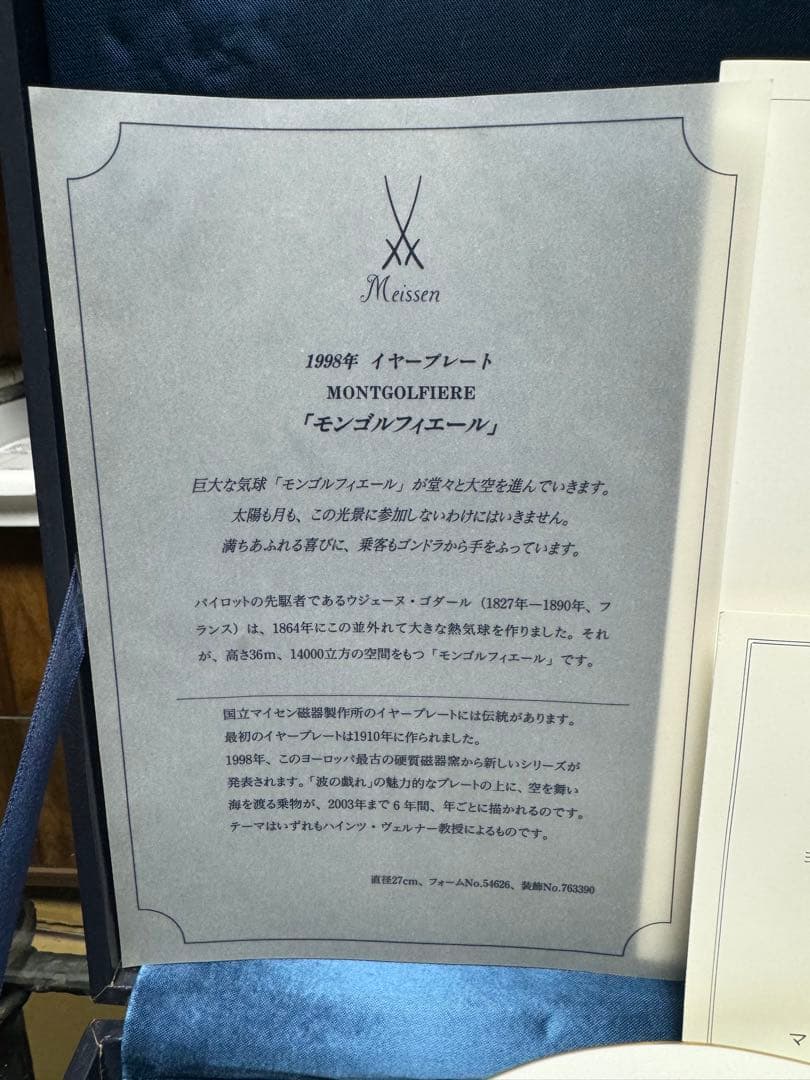 Meissen
1998年 イヤープレート
MONTGOLFIERE
「モンゴルフィエール」
巨大な気球「モンゴルフィエール」が堂々と大空を進んでいきます。
太陽も月も、この光景に参加しないわけにはいきません。
満ちあふれる喜びに、乗客もゴンドラから手をふっています。
パイロットの先駆者であるウジェーヌ・ゴダール（1827年―1890年、フ
ランス）は、1864年にこの並外れて大きな熱気球を作りました。それ
が、高さ36m、14000立方の空間をもつ「モンゴルフィエール」です。
国立マイセン磁器製作所のイヤープレートには伝統があります。
最初のイヤープレートは1910年に作られました。
1998年、このヨーロッパ最古の硬質磁器窯から新しいシリーズが
発表されます。「波の戯れ」の魅力的なプレートの上に、空を舞い
海を渡る乗物が、2003年まで6年間、年ごとに描かれるのです。
テーマはいずれもハインツ・ヴェルナー教授によるものです。
直径27cm、フォームNo.54626、装飾No.763390
マ